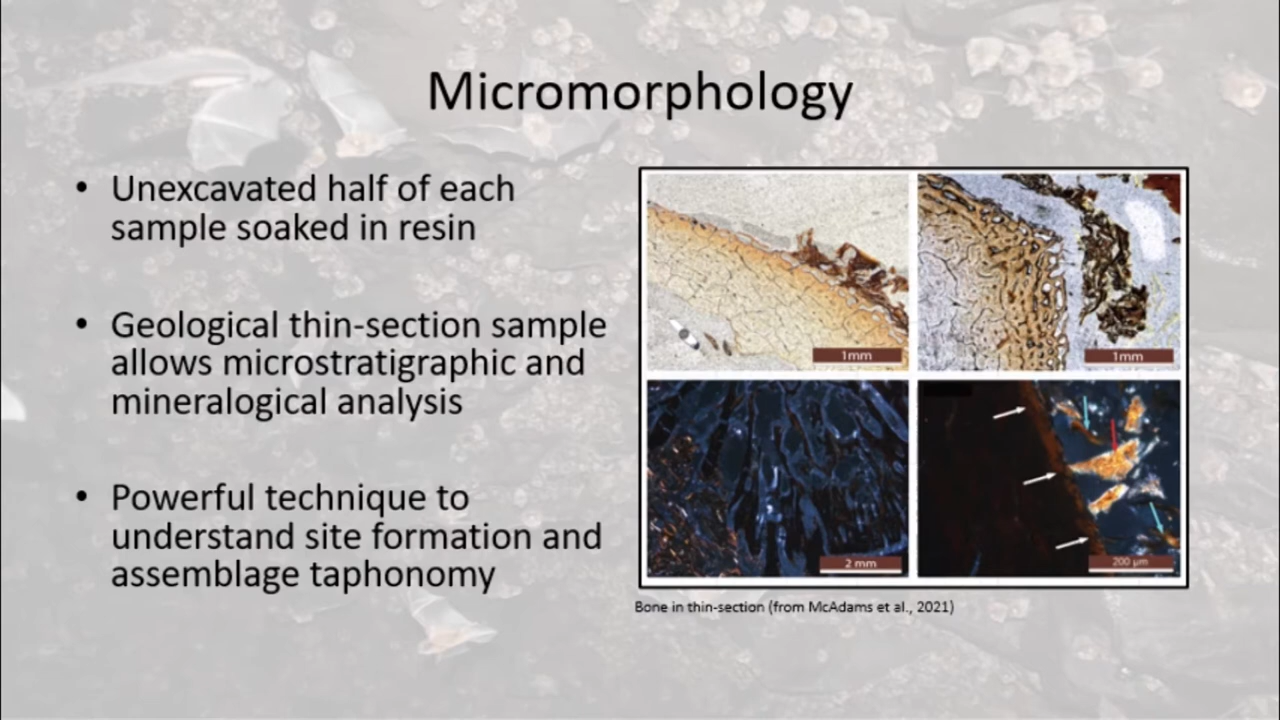 Micromorphology
• Unexcavated half of each
sample soaked in resin
• Geological thin-section sample
allows microstratigraphic and
mineralogical analysis
• Powerful technique to
understand site formation and
assemblage taphonomy
1mm
1mm
2 mm
200 µm
Bone in thin-section (from McAdams et al., 2021)